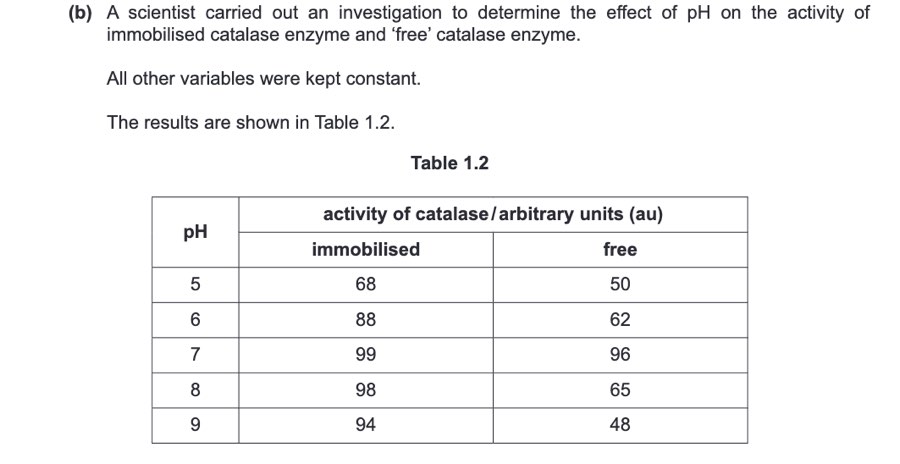 (b) A scientist carried out an investigation to determine the effect of pH on the activity of
immobilised catalase enzyme and ‘free’ catalase enzyme.
All other variables were kept constant.
The results are shown in Table 1.2.
Table 1.2
pH activity of catalase / arbitrary units (au)
immobilised free
5 68 50
6 88 62
7 99 96
8 98 65
9 94 48